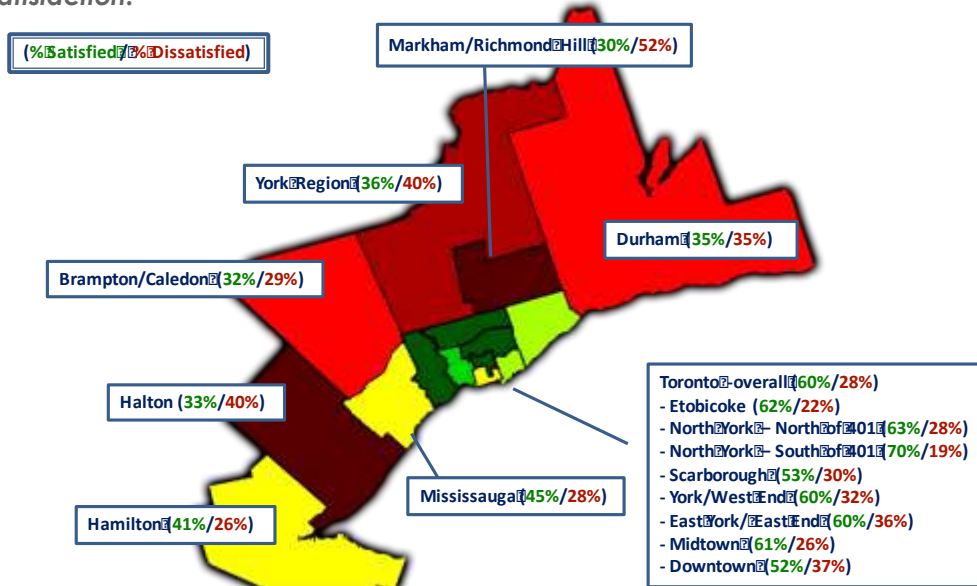 (% Satisfied / % Dissatisfied)
Markham/Richmond Hill (30%/52%)
York Region (36%/40%)
Durham (35%/35%)
Brampton/Caledon (32%/29%)
Halton (33%/40%)
Mississauga (45%/28%)
Hamilton (41%/26%)
Toronto - overall (60%/28%)
- Etobicoke (62%/22%)
- North York – North of 401 (63%/28%)
- North York – South of 401 (70%/19%)
- Scarborough (53%/30%)
- York/West End (60%/32%)
- East York/ East End (60%/36%)
- Midtown (61%/26%)
- Downtown (52%/37%)